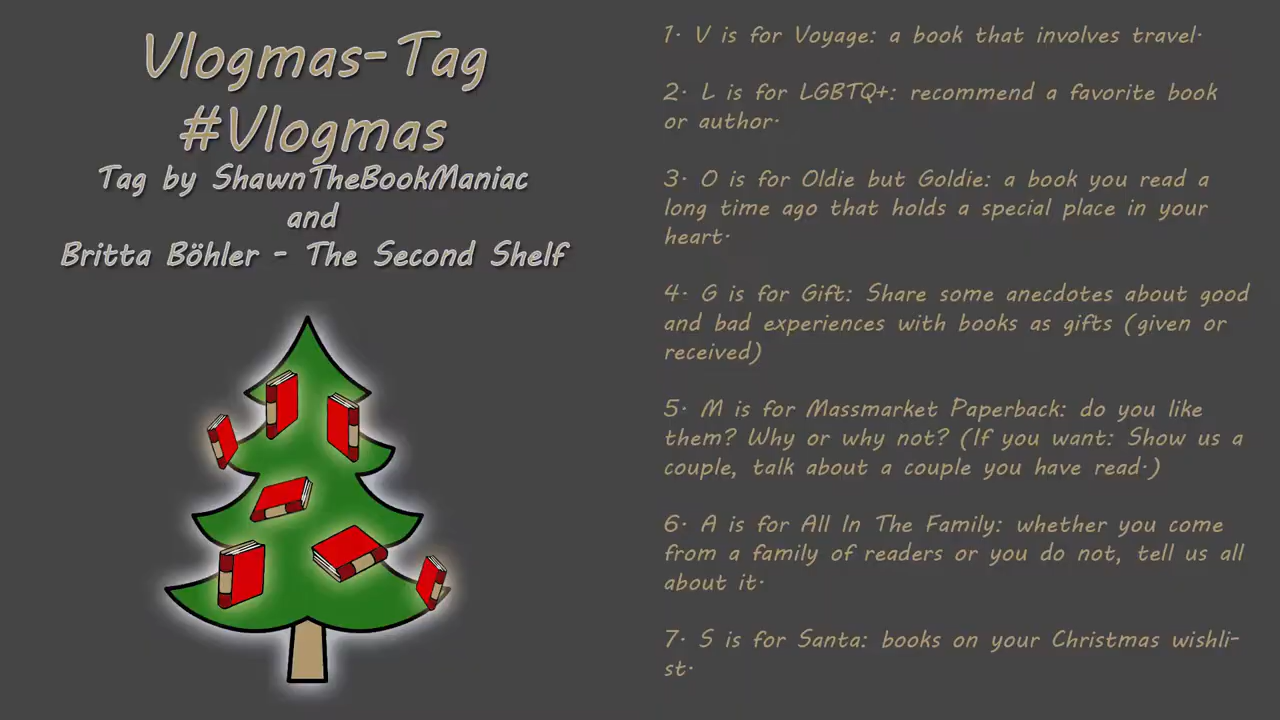 Vlogmas-Tag
#Vlogmas
Tag by ShawnTheBookManiac
and
Britta Böhler - The Second Shelf
1. V is for Voyage: a book that involves travel.
2. L is for LGBTQ+: recommend a favorite book
or author.
3. O is for Oldie but Goldie: a book you read a
long time ago that holds a special place in your
heart.
4. G is for Gift: Share some anecdotes about good
and bad experiences with books as gifts (given or
received)
5. M is for Massmarket Paperback: do you like
them? Why or why not? (If you want: Show us a
couple, talk about a couple you have read.)
6. A is for All In The Family: whether you come
from a family of readers or you do not, tell us all
about it.
7. S is for Santa: books on your Christmas wishli-
st.